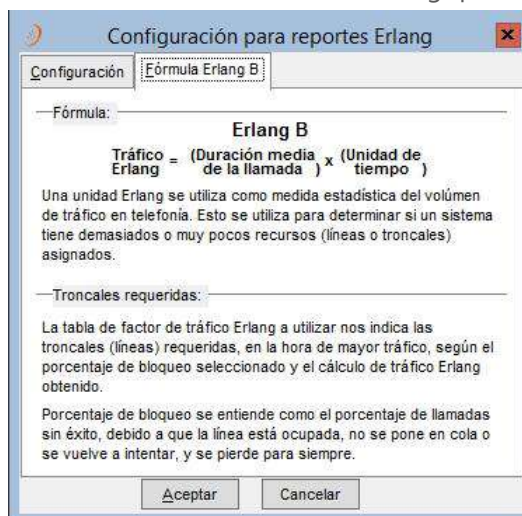 Configuración para reportes Erlang
Configuración
Fórmula Erlang B
Fórmula:
Erlang B
Tráfico Erlang = (Duración media de la llamada ) x (Unidad de tiempo )
Una unidad Erlang se utiliza como medida estadística del volúmen
de tráfico en telefonía. Esto se utiliza para determinar si un sistema
tiene demasiados o muy pocos recursos (líneas o troncales)
asignados.
Troncales requeridas:
La tabla de factor de tráfico Erlang a utilizar nos indica las
troncales (líneas) requeridas, en la hora de mayor tráfico, según el
porcentaje de bloqueo seleccionado y el cálculo de tráfico Erlang
obtenido.
Porcentaje de bloqueo se entiende como el porcentaje de llamadas
sin éxito, debido a que la línea está ocupada, no se pone en cola o
se vuelve a intentar, y se pierde para siempre.
Aceptar
Cancelar